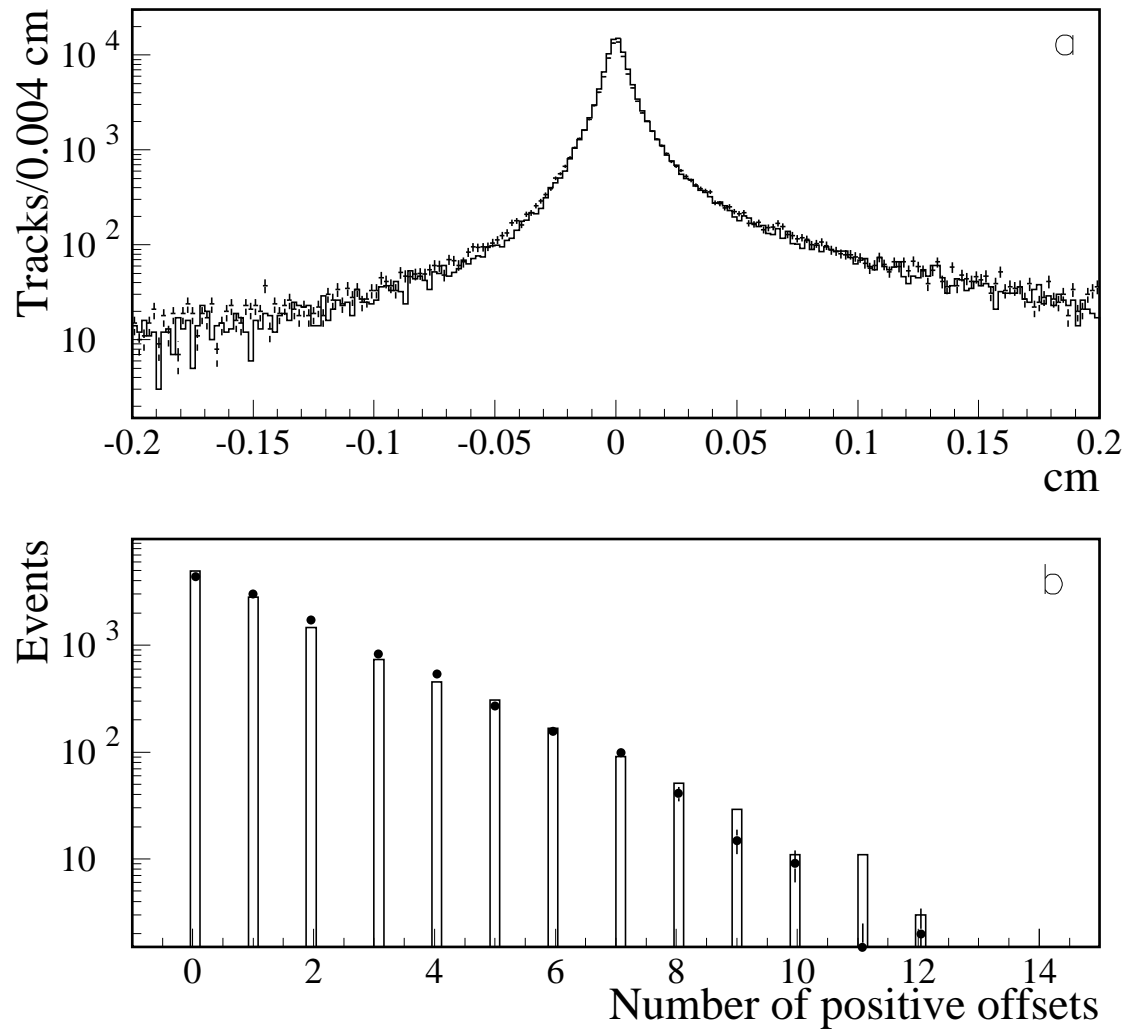 a
Tracks/0.004 cm
10 4
10 3
10 2
10
-0.2 -0.15 -0.1 -0.05 0 0.05 0.1 0.15 0.2
cm
b
Events
10 3
10 2
10
0 2 4 6 8 10 12 14
Number of positive offsets